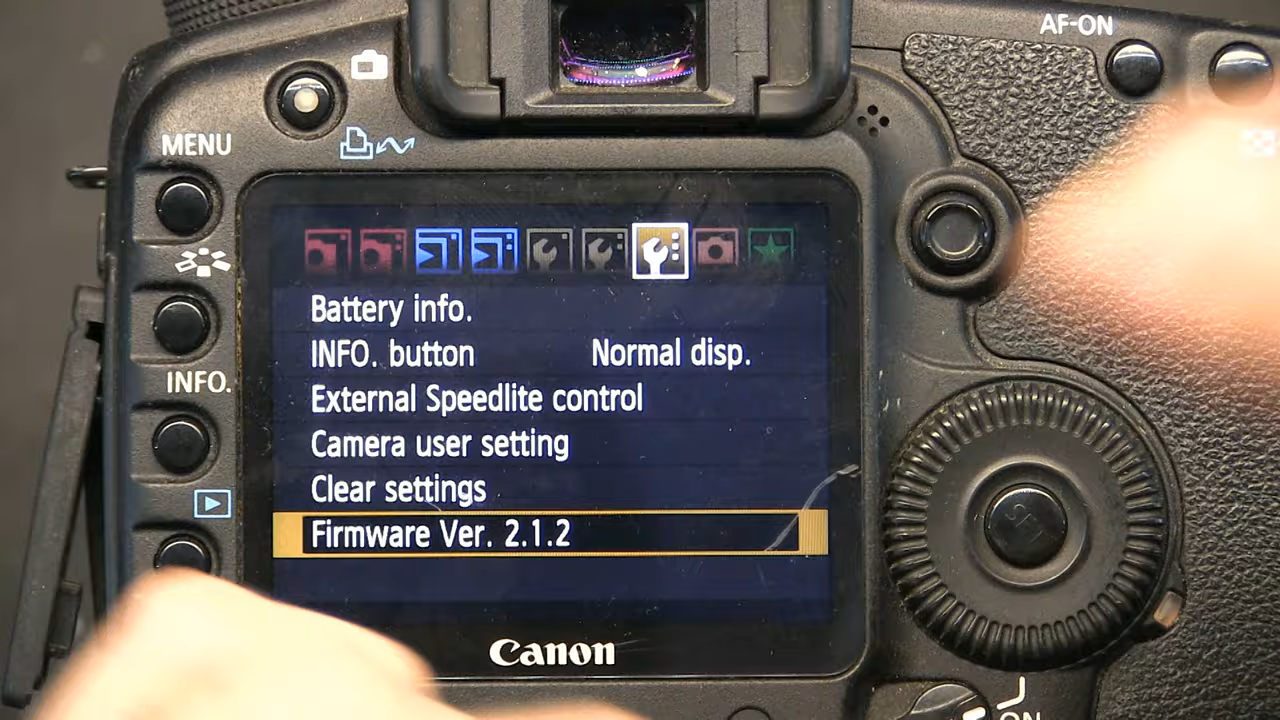 AF-ON
MENU
INFO.
Battery info.
INFO. button Normal disp.
External Speedlite control
Camera user setting
Clear settings
Firmware Ver. 2.1.2
SET
Canon
ON